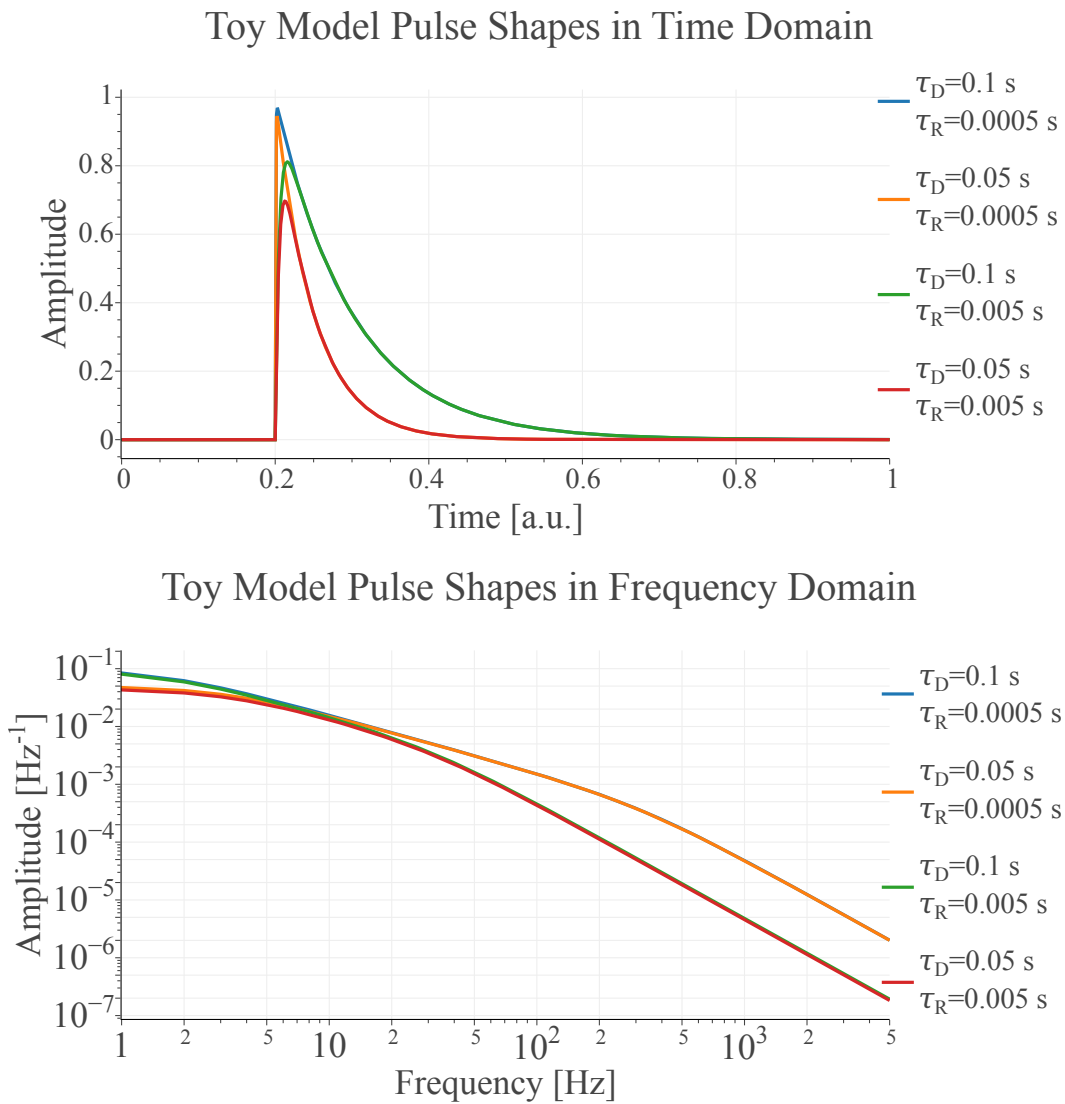 Toy Model Pulse Shapes in Time Domain
1
0.8
0.6
0.4
0.2
0
Amplitude
0 0.2 0.4 0.6 0.8 1
Time [a.u.]
τD=0.1 s
τR=0.0005 s
τD=0.05 s
τR=0.0005 s
τD=0.1 s
τR=0.005 s
τD=0.05 s
τR=0.005 s
Toy Model Pulse Shapes in Frequency Domain
10−1
10−2
10−3
10−4
10−5
10−6
10−7
Amplitude [Hz-1]
1 2 5 10 2 5 102 2 5 103 2 5
Frequency [Hz]
τD=0.1 s
τR=0.0005 s
τD=0.05 s
τR=0.0005 s
τD=0.1 s
τR=0.005 s
τD=0.05 s
τR=0.005 s